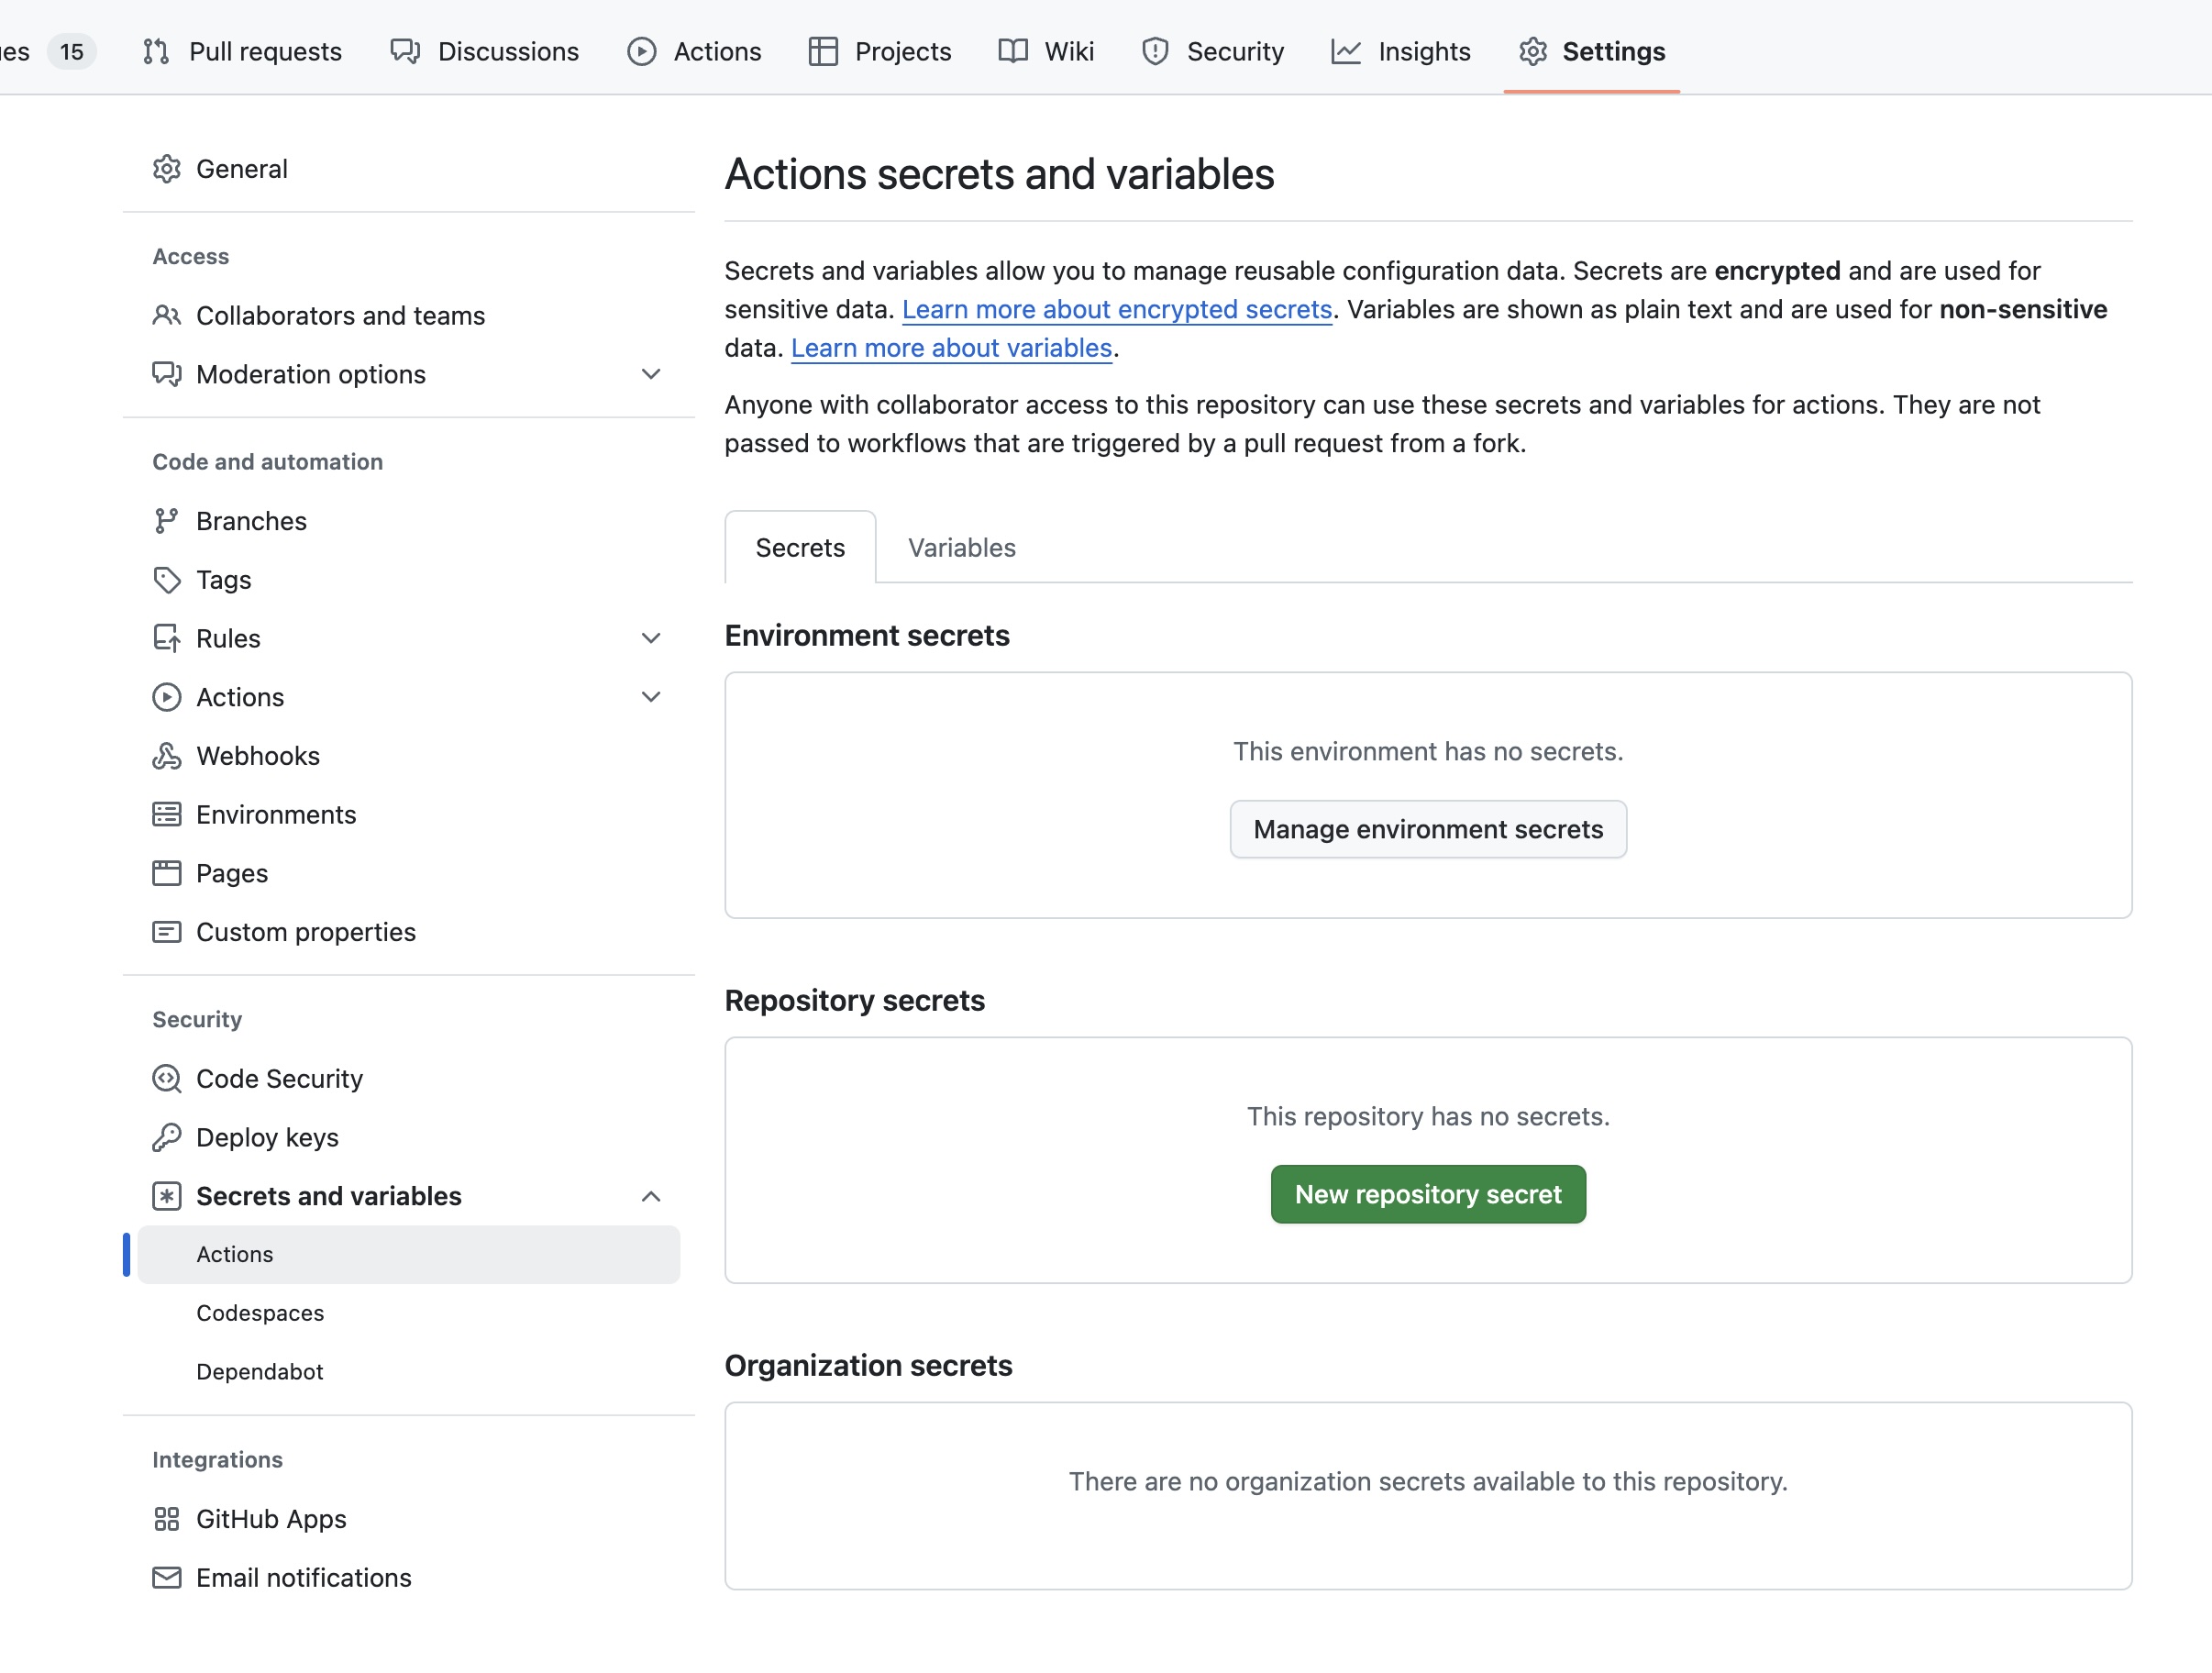 es 15 Pull requests Discussions Actions Projects Wiki Security Insights Settings
General
Access
Collaborators and teams
Moderation options
Code and automation
Branches
Tags
Rules
Actions
Webhooks
Environments
Pages
Custom properties
Security
Code Security
Deploy keys
Secrets and variables
Actions
Codespaces
Dependabot
Integrations
GitHub Apps
Email notifications
Actions secrets and variables
Secrets and variables allow you to manage reusable configuration data. Secrets are encrypted and are used for
sensitive data. Learn more about encrypted secrets. Variables are shown as plain text and are used for non-sensitive
data. Learn more about variables.
Anyone with collaborator access to this repository can use these secrets and variables for actions. They are not
passed to workflows that are triggered by a pull request from a fork.
Secrets Variables
Environment secrets
This environment has no secrets.
Manage environment secrets
Repository secrets
This repository has no secrets.
New repository secret
Organization secrets
There are no organization secrets available to this repository.